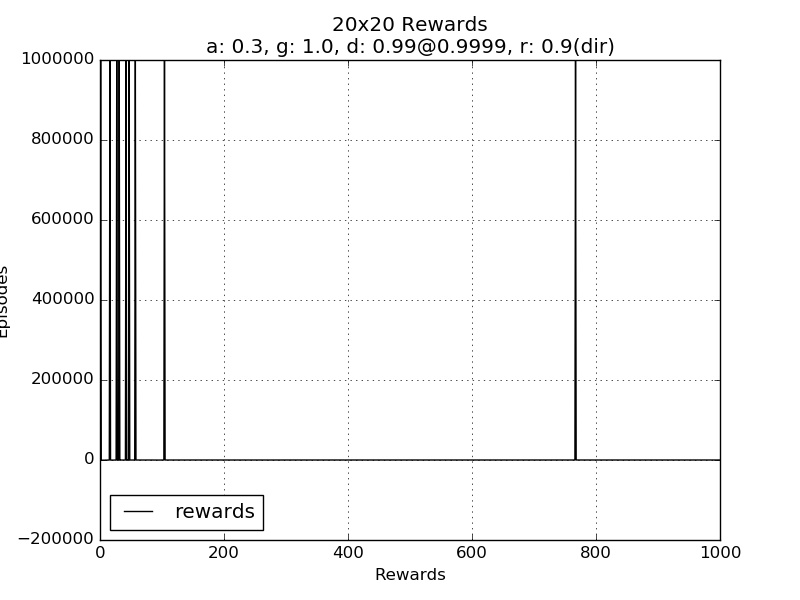 20x20 Rewards
a: 0.3, g: 1.0, d: 0.99@0.9999, r: 0.9(dir)
1000000
800000
600000
400000
200000
0
−200000
Episodes
rewards
0 200 400 600 800 1000
Rewards